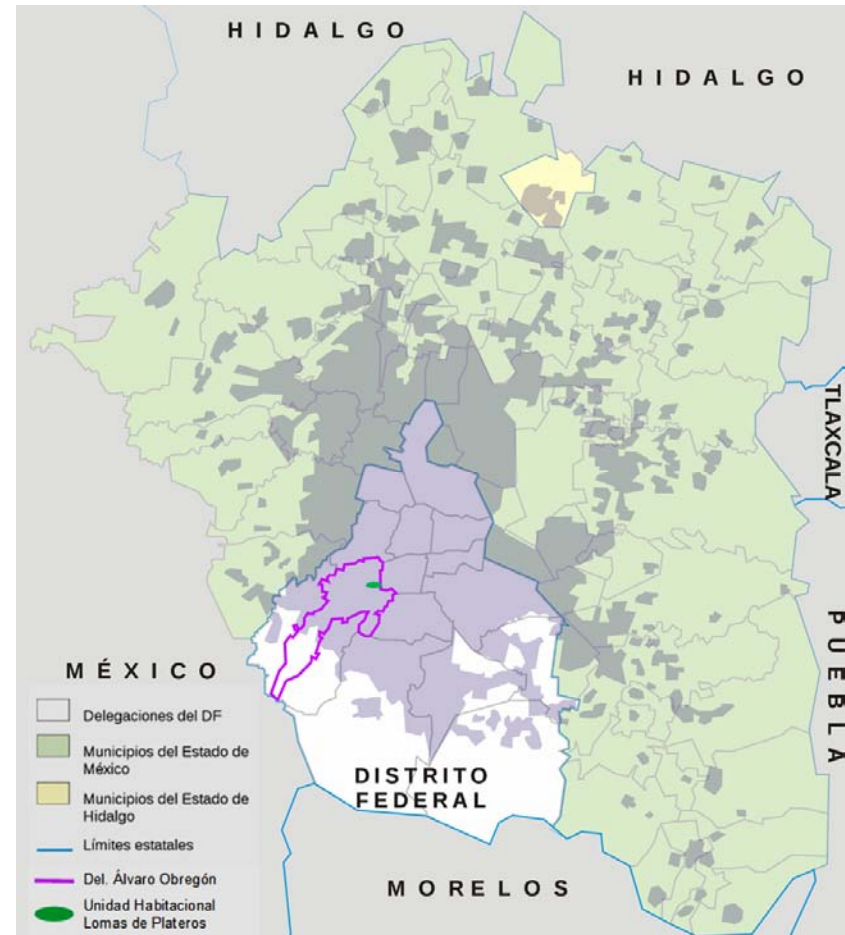 HIDALGO
HIDALGO
TLAXCALA
PUEBLA
MÉXICO
Delegaciones del DF
Municipios del Estado de
México
Municipios del Estado de
Hidalgo
Límites estatales
Del. Álvaro Obregón
Unidad Habitacional
Lomas de Plateros
DISTRITO
FEDERAL
MORELOS